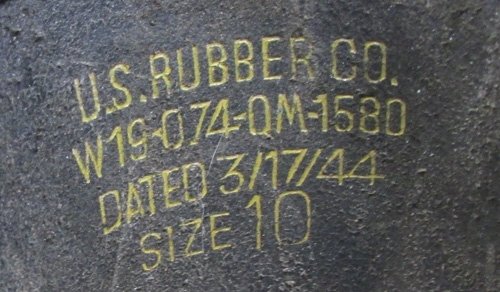 U.S. RUBBER CO.
W19-074-QM-1580
DATED 3/17/44
SIZE 10